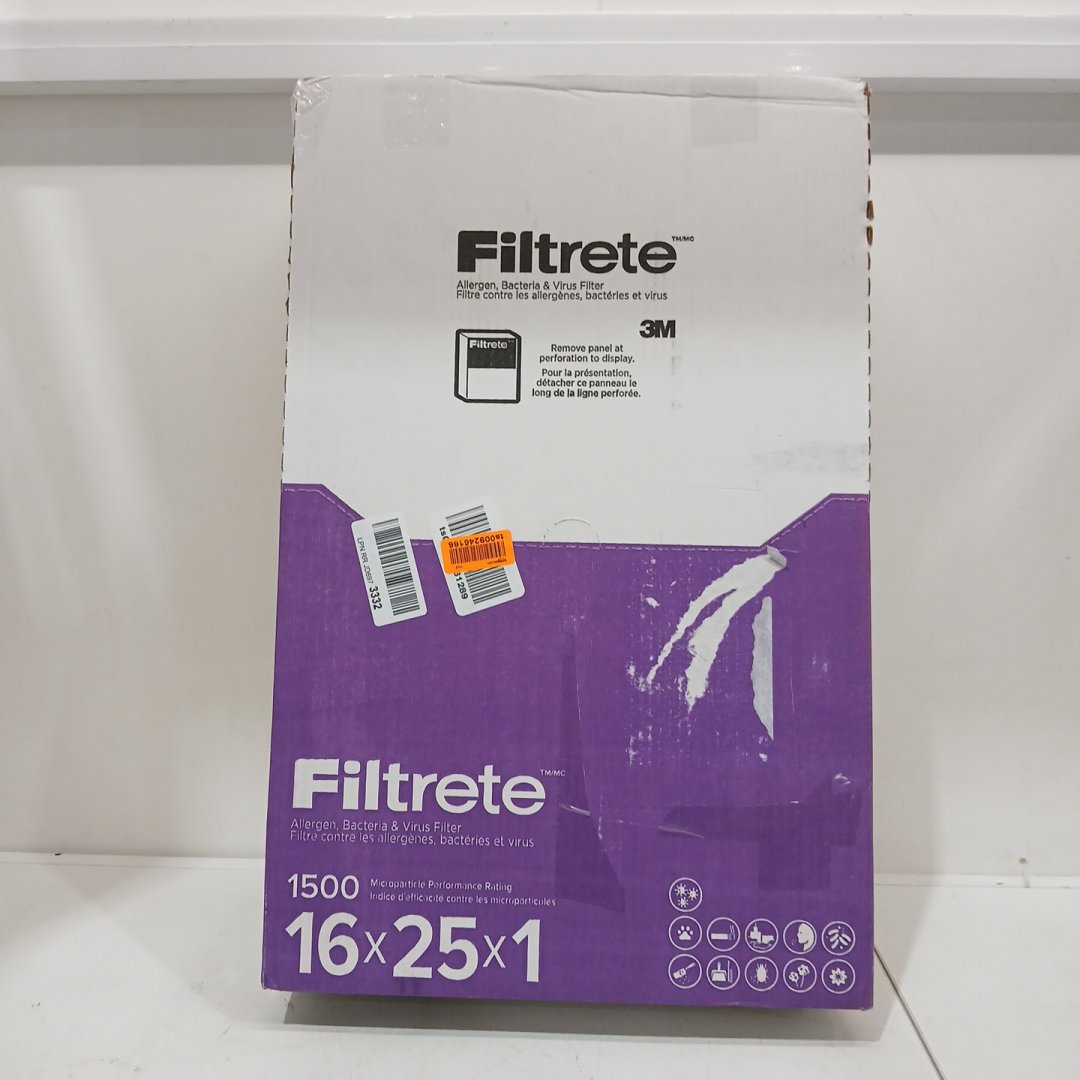 Filtrete™/MC
Allergen, Bacteria & Virus Filter
Filtre contre les allergènes, bactéries et virus
3M
Filtrete
Remove panel at
perforation to display.
Pour la présentation,
détacher ce panneau le
long de la ligne perforée.
3332
ts009246166
31289
Filtrete™/MC
Allergen, Bacteria & Virus Filter
Filtre contre les allergènes, bactéries et virus
1500 Microparticle Performance Rating
Indice d'efficacité contre les microparticules
16x25x1